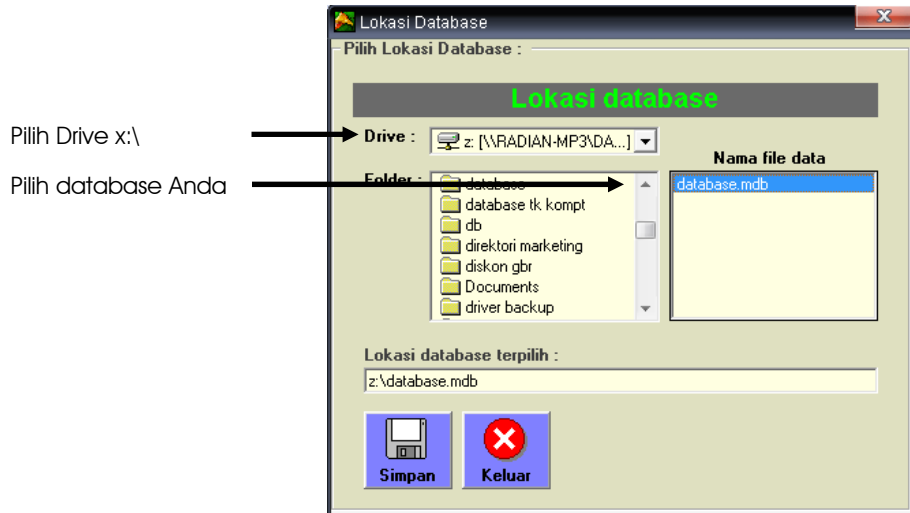 Lokasi Database
Pilih Lokasi Database :
Lokasi database
Pilih Drive x:\
Drive :
z: [\\RADIAN-MP3\DA...]
Nama file data
Pilih database Anda
Folder :
database
database.mdb
database tk kompt
db
direktori marketing
diskon gbr
Documents
driver backup
Lokasi database terpilih :
z:\database.mdb
Simpan
Keluar